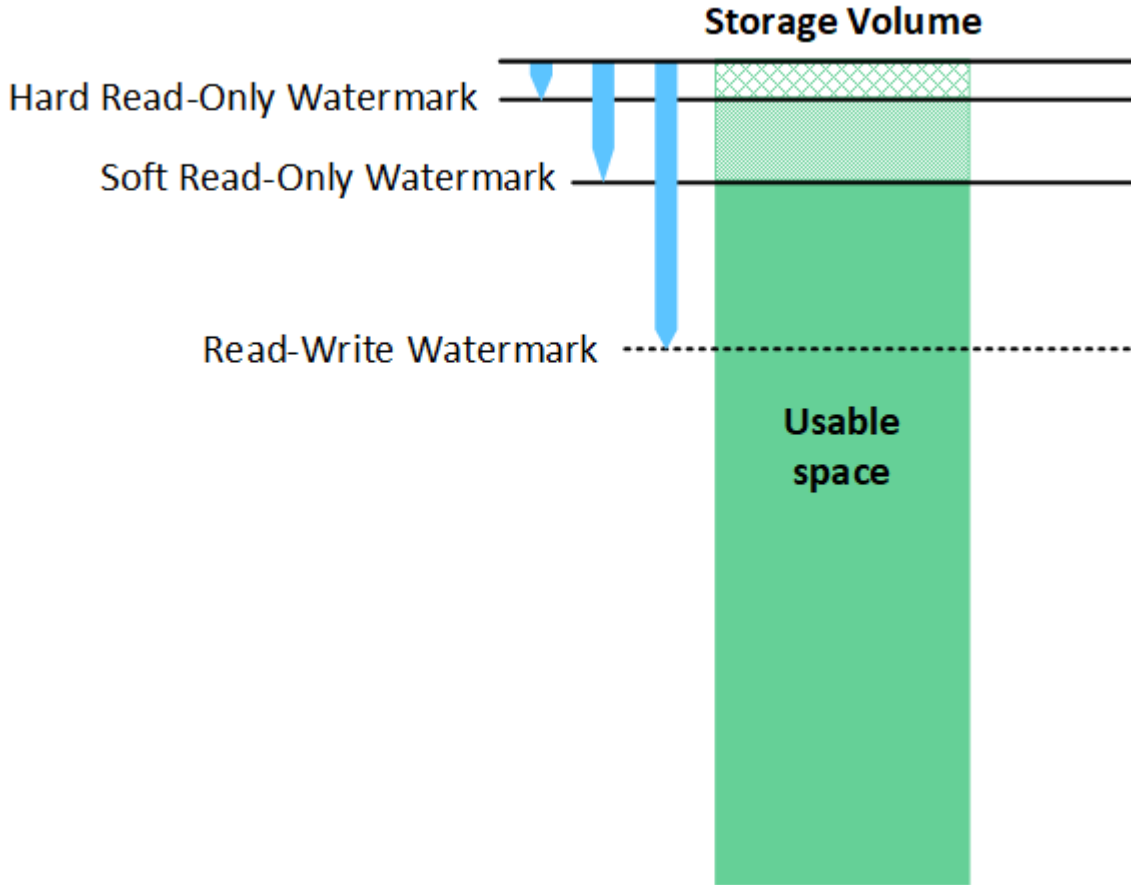 Storage Volume
Hard Read-Only Watermark
Soft Read-Only Watermark
Read-Write Watermark
Usable
space